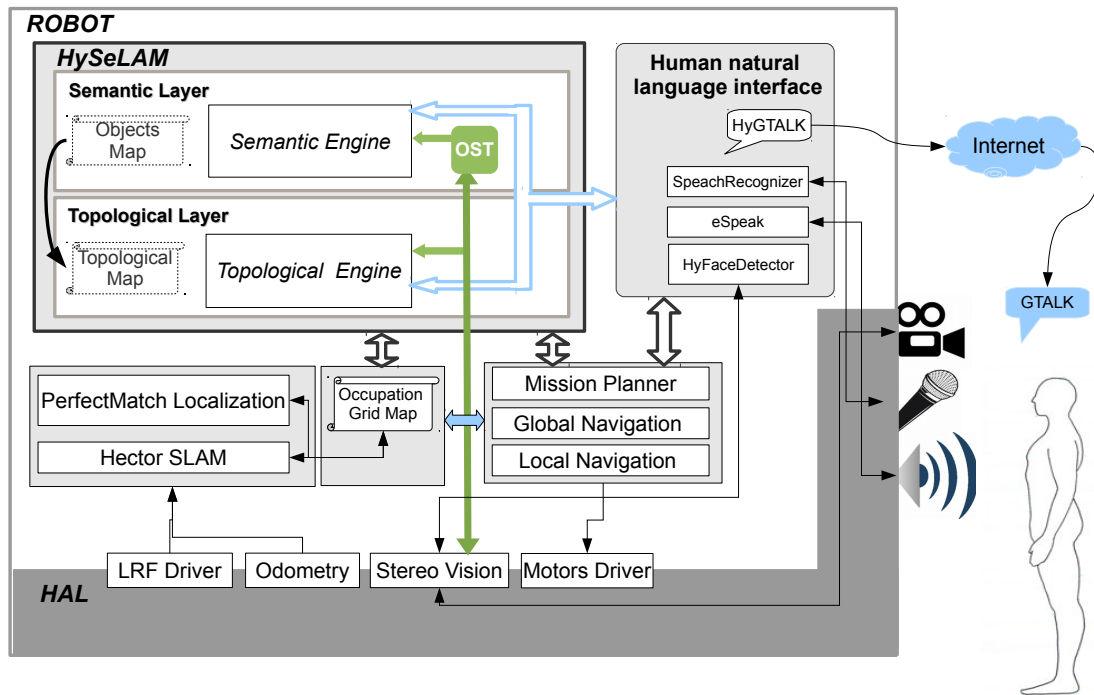 ROBOT
HySeLAM
Semantic Layer
Objects
Map
Semantic Engine
OST
Topological Layer
Topological
Map
Topological Engine
Human natural
language interface
HyGTALK
SpeachRecognizer
eSpeak
HyFaceDetector
Internet
GTALK
PerfectMatch Localization
Hector SLAM
Occupation
Grid Map
Mission Planner
Global Navigation
Local Navigation
LRF Driver
Odometry
Stereo Vision
Motors Driver
HAL